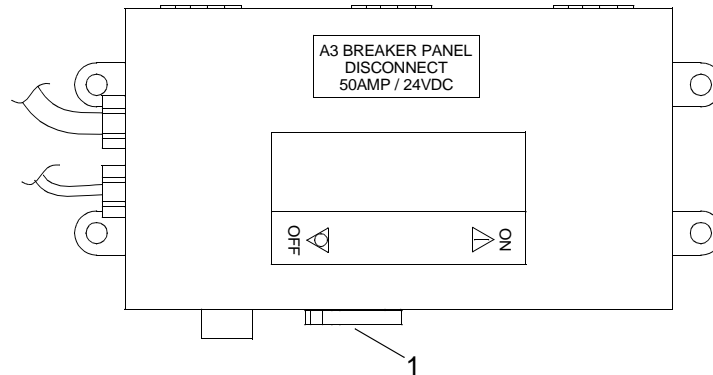 A3 BREAKER PANEL
DISCONNECT
50AMP / 24VDC
OFF
ON
1